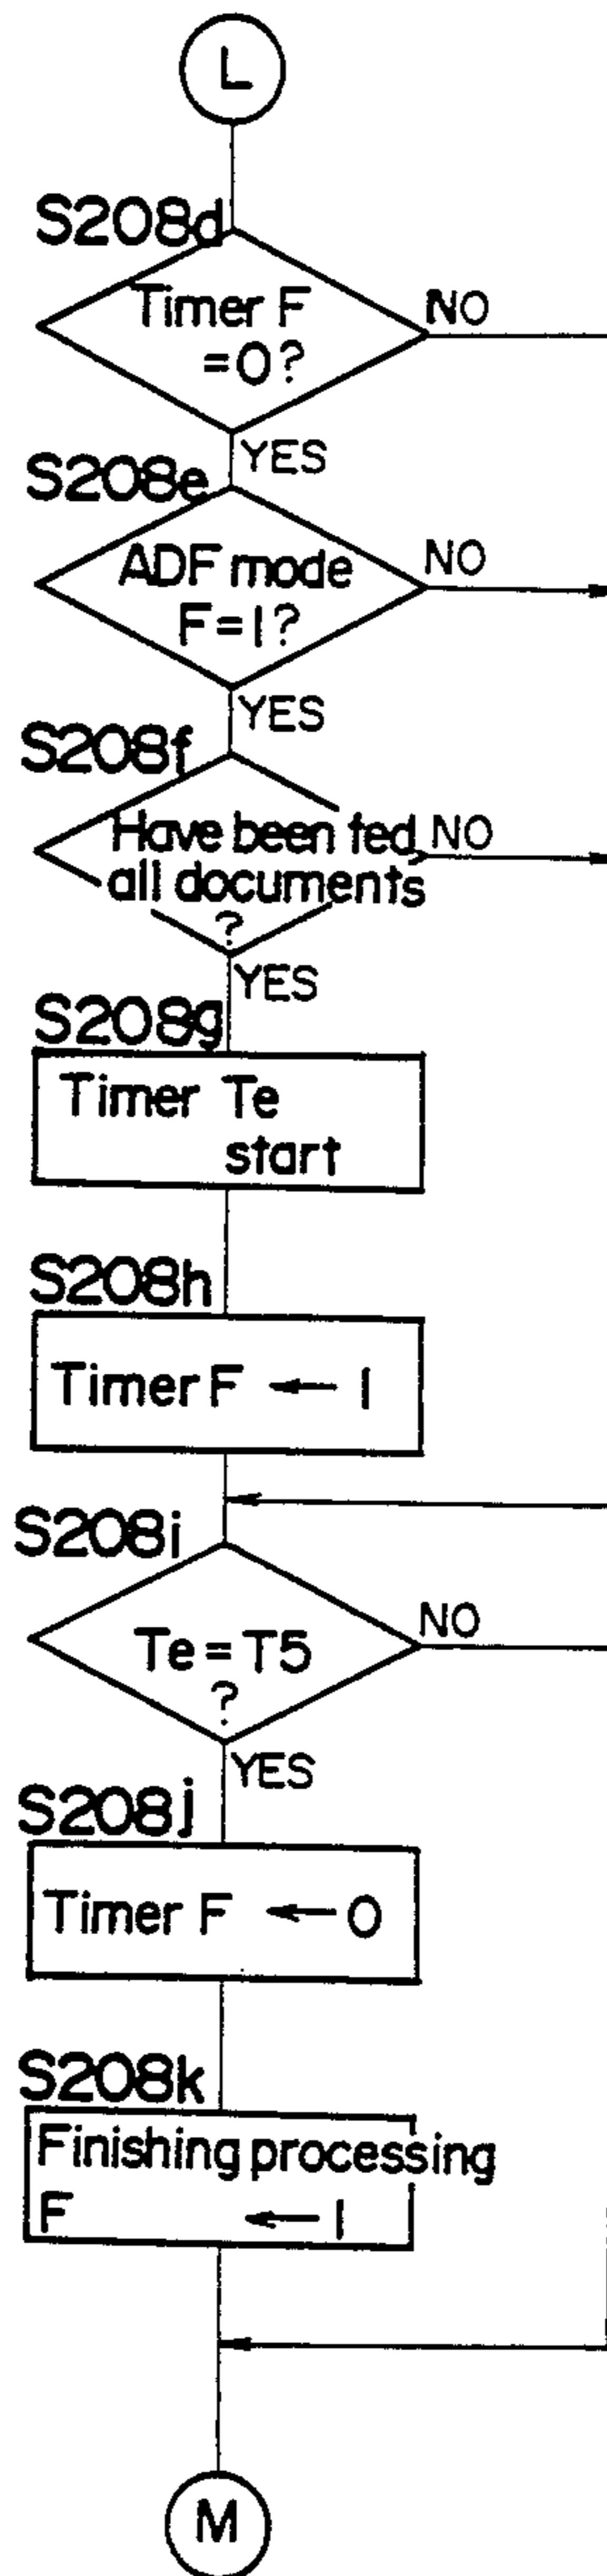 L
S208d
Timer F
=0?
NO
YES
S208e
ADF mode
F=1?
NO
YES
S208f
Have been fed
all documents
?
NO
YES
S208g
Timer Te
start
S208h
Timer F ← 1
S208i
Te=T5
?
NO
YES
S208j
Timer F ← 0
S208k
Finishing processing
F ← 1
M